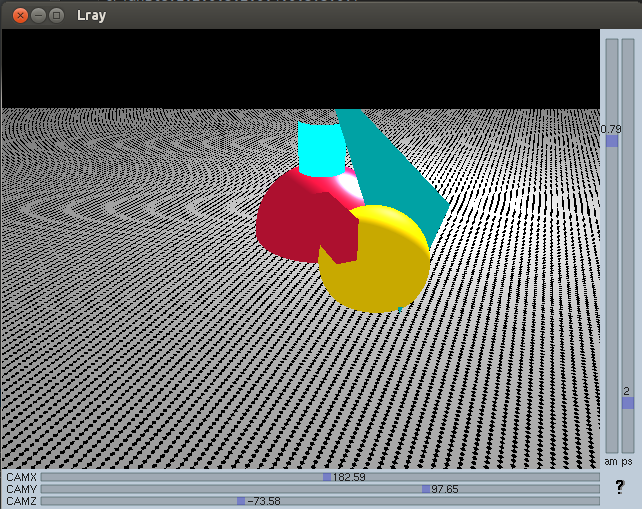 Lray
0.79
2
am ps
CAMX 182.59
CAMY 97.65
CAMZ -73.58
?